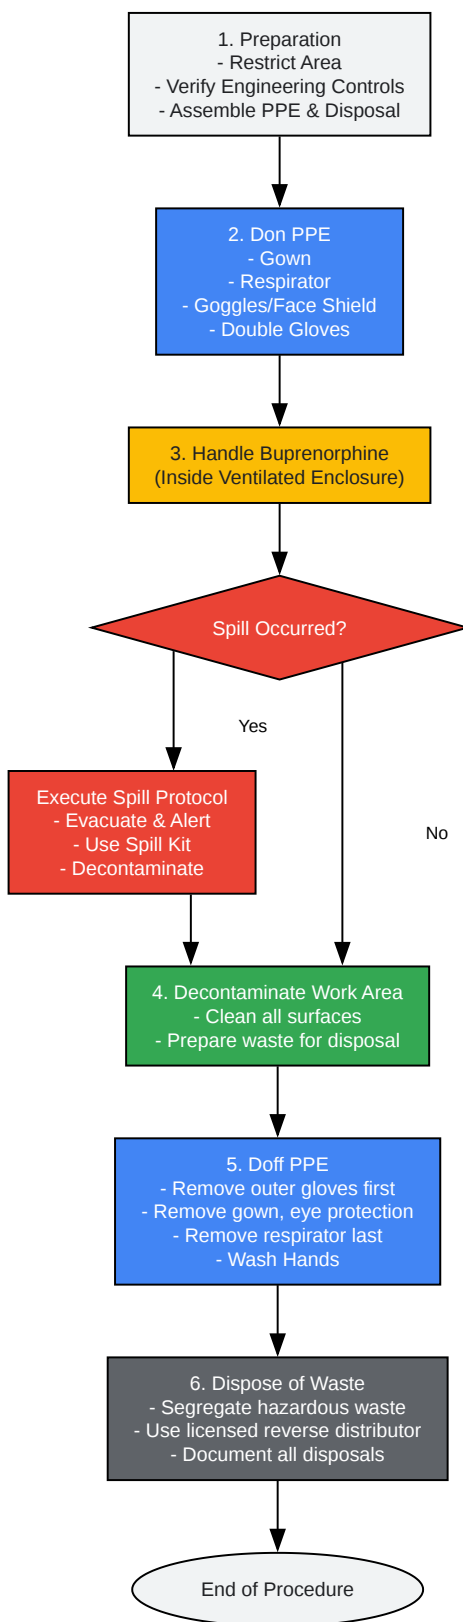 1. Preparation
- Restrict Area
- Verify Engineering Controls
- Assemble PPE & Disposal
2. Don PPE
- Gown
- Respirator
- Goggles/Face Shield
- Double Gloves
3. Handle Buprenorphine
(Inside Ventilated Enclosure)
Spill Occurred?
Yes
Execute Spill Protocol
- Evacuate & Alert
- Use Spill Kit
- Decontaminate
No
4. Decontaminate Work Area
- Clean all surfaces
- Prepare waste for disposal
5. Doff PPE
- Remove outer gloves first
- Remove gown, eye protection
- Remove respirator last
- Wash Hands
6. Dispose of Waste
- Segregate hazardous waste
- Use licensed reverse distributor
- Document all disposals
End of Procedure